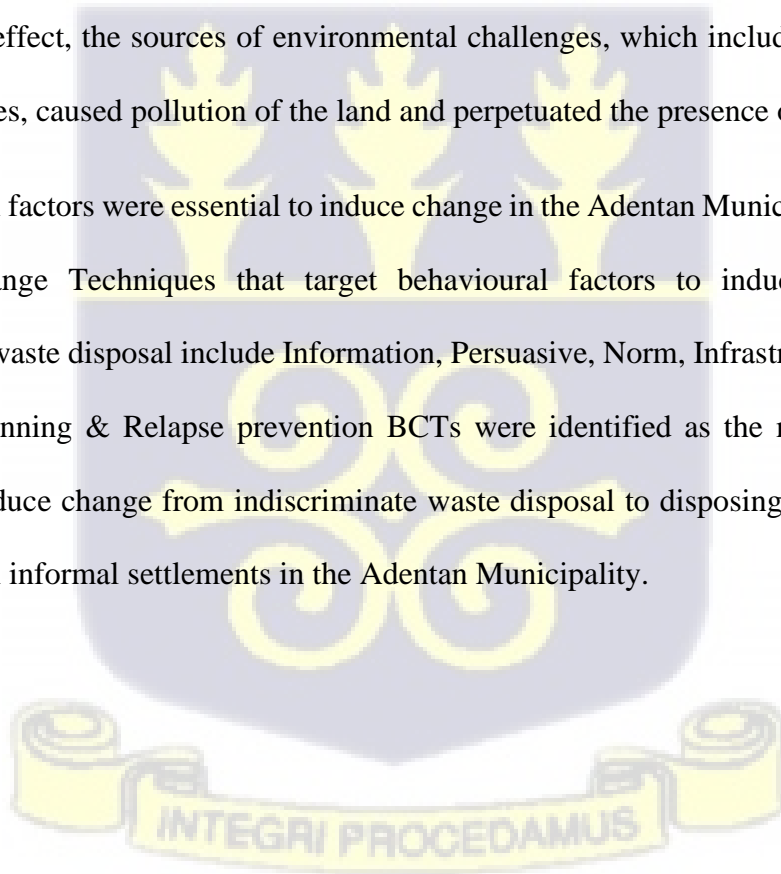 effect, the sources of environmental challenges, which includ
es, caused pollution of the land and perpetuated the presence
factors were essential to induce change in the Adentan Munic
ange Techniques that target behavioural factors to indu
waste disposal include Information, Persuasive, Norm, Infrast
nning & Relapse prevention BCTs were identified as the
duce change from indiscriminate waste disposal to disposing
informal settlements in the Adentan Municipality.
INTEGRI PROCEDAMUS